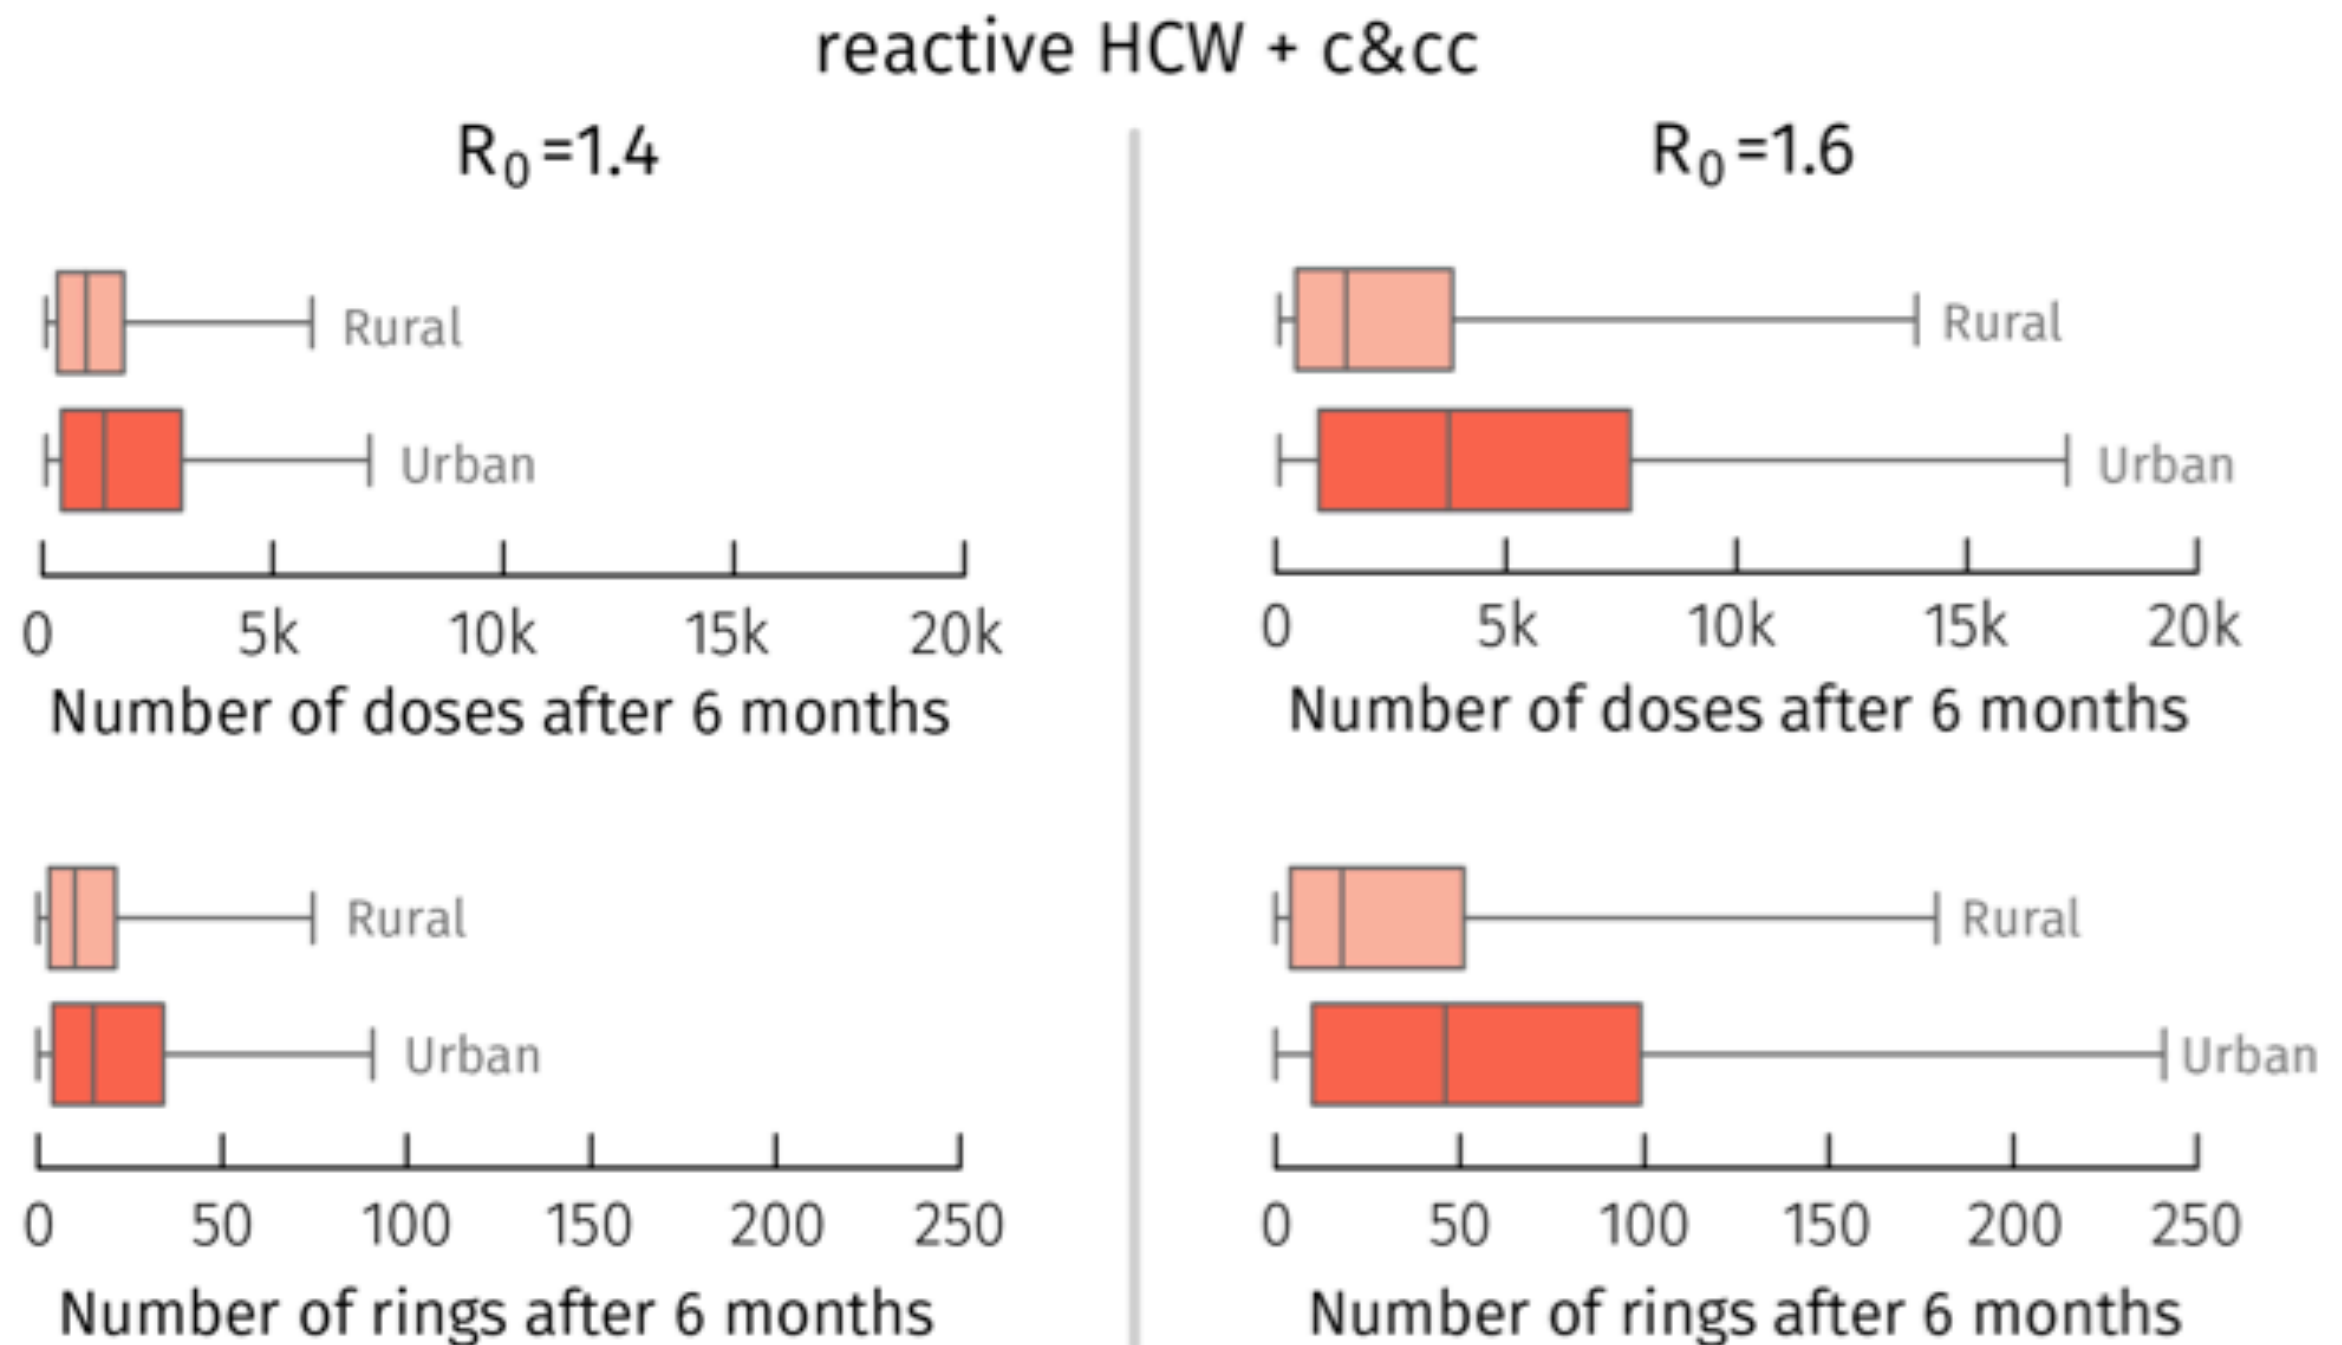 reactive HCW + c&cc
R0=1.4
Rural
Urban
0 5k 10k 15k 20k
Number of doses after 6 months
Rural
Urban
0 50 100 150 200 250
Number of rings after 6 months
R0=1.6
Rural
Urban
0 5k 10k 15k 20k
Number of doses after 6 months
Rural
Urban
0 50 100 150 200 250
Number of rings after 6 months